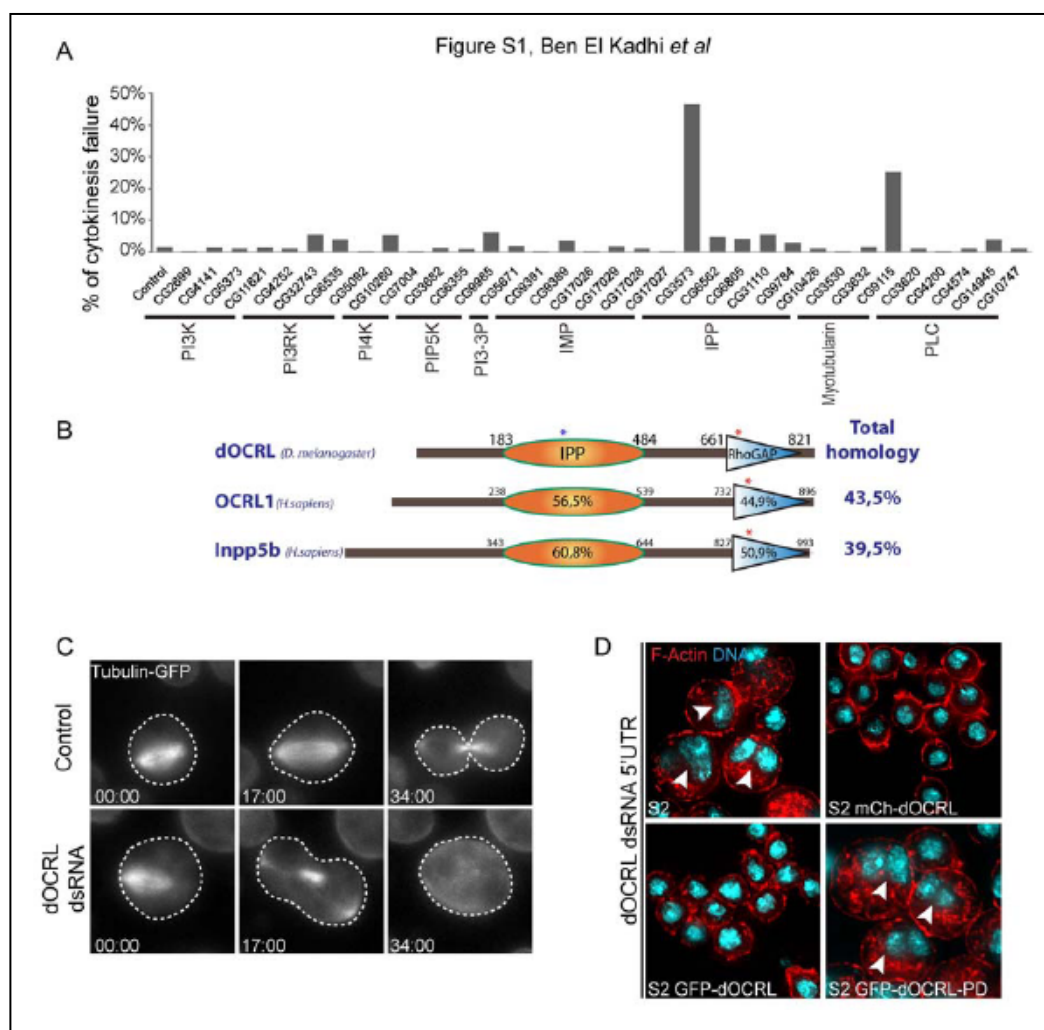 Figure S1, Ben El Kadhi et al
A
% of cytokinesis failure
50%
40%
30%
20%
10%
0%
Control
CG2699
CG4141
CG5373
CG11621
CG4252
CG32743
CG6535
CG5092
CG10260
CG7004
CG3682
CG6355
CG9985
CG5671
CG9381
CG9389
CG17026
CG17029
CG17028
CG17027
CG3573
CG6562
CG6805
CG31110
CG9784
CG10426
CG3530
CG3632
CG9115
CG3620
CG4200
CG4574
CG14945
CG10747
PI3K
PI3RK
PI4K
PIP5K
PI3-3P
IMP
IPP
Myotubularin
PLC
B
Total
homology
dOCRL (D. melanogaster) 183 * IPP 484 661 * RhoGAP 821
OCRL1 (H.sapiens) 238 56,5% 539 732 * 44,9% 896 43,5%
Inpp5b (H.sapiens) 343 60,8% 644 827 * 50,9% 993 39,5%
C
Tubulin-GFP
Control
00:00
17:00
34:00
dOCRL
dsRNA
00:00
17:00
34:00
D
F-Actin DNA
dOCRL dsRNA 5'UTR
S2
S2 mCh-dOCRL
S2 GFP-dOCRL
S2 GFP-dOCRL-PD